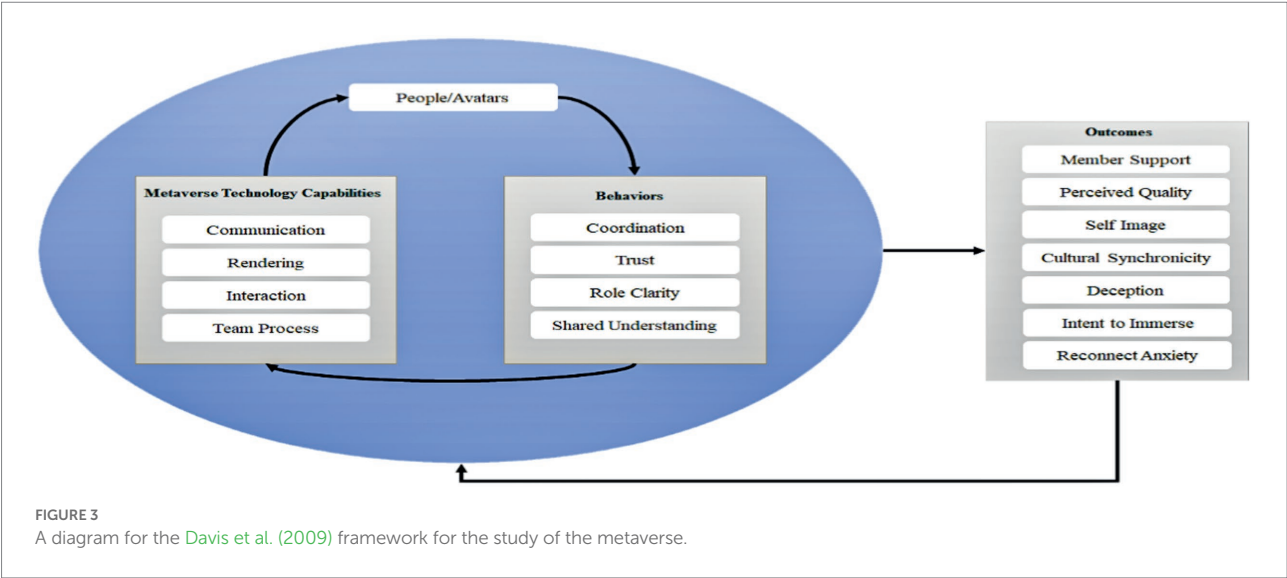 People/Avatars
Metaverse Technology Capabilities
Communication
Rendering
Interaction
Team Process
Behaviors
Coordination
Trust
Role Clarity
Shared Understanding
Outcomes
Member Support
Perceived Quality
Self Image
Cultural Synchronicity
Deception
Intent to Immerse
Reconnect Anxiety
FIGURE 3
A diagram for the Davis et al. (2009) framework for the study of the metaverse.